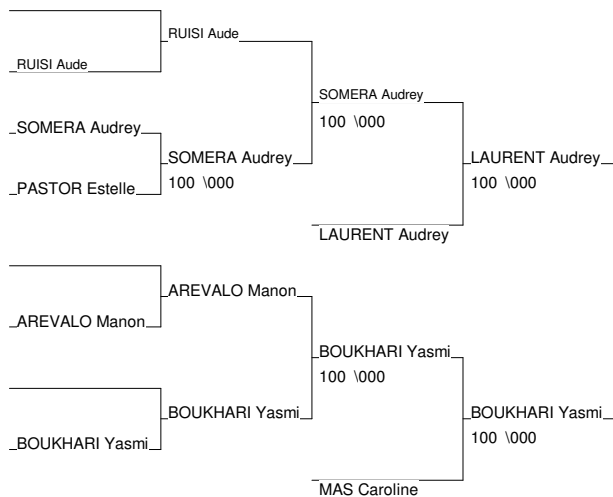 RUISI Aude
RUISI Aude
SOMERA Audrey
100 \000
SOMERA Audrey
SOMERA Audrey
100 \000
LAURENT Audrey
100 \000
PASTOR Estelle
LAURENT Audrey
AREVALO Manon
AREVALO Manon
BOUKHARI Yasmi
100 \000
BOUKHARI Yasmi
BOUKHARI Yasmi
100 \000
BOUKHARI Yasmi
MAS Caroline